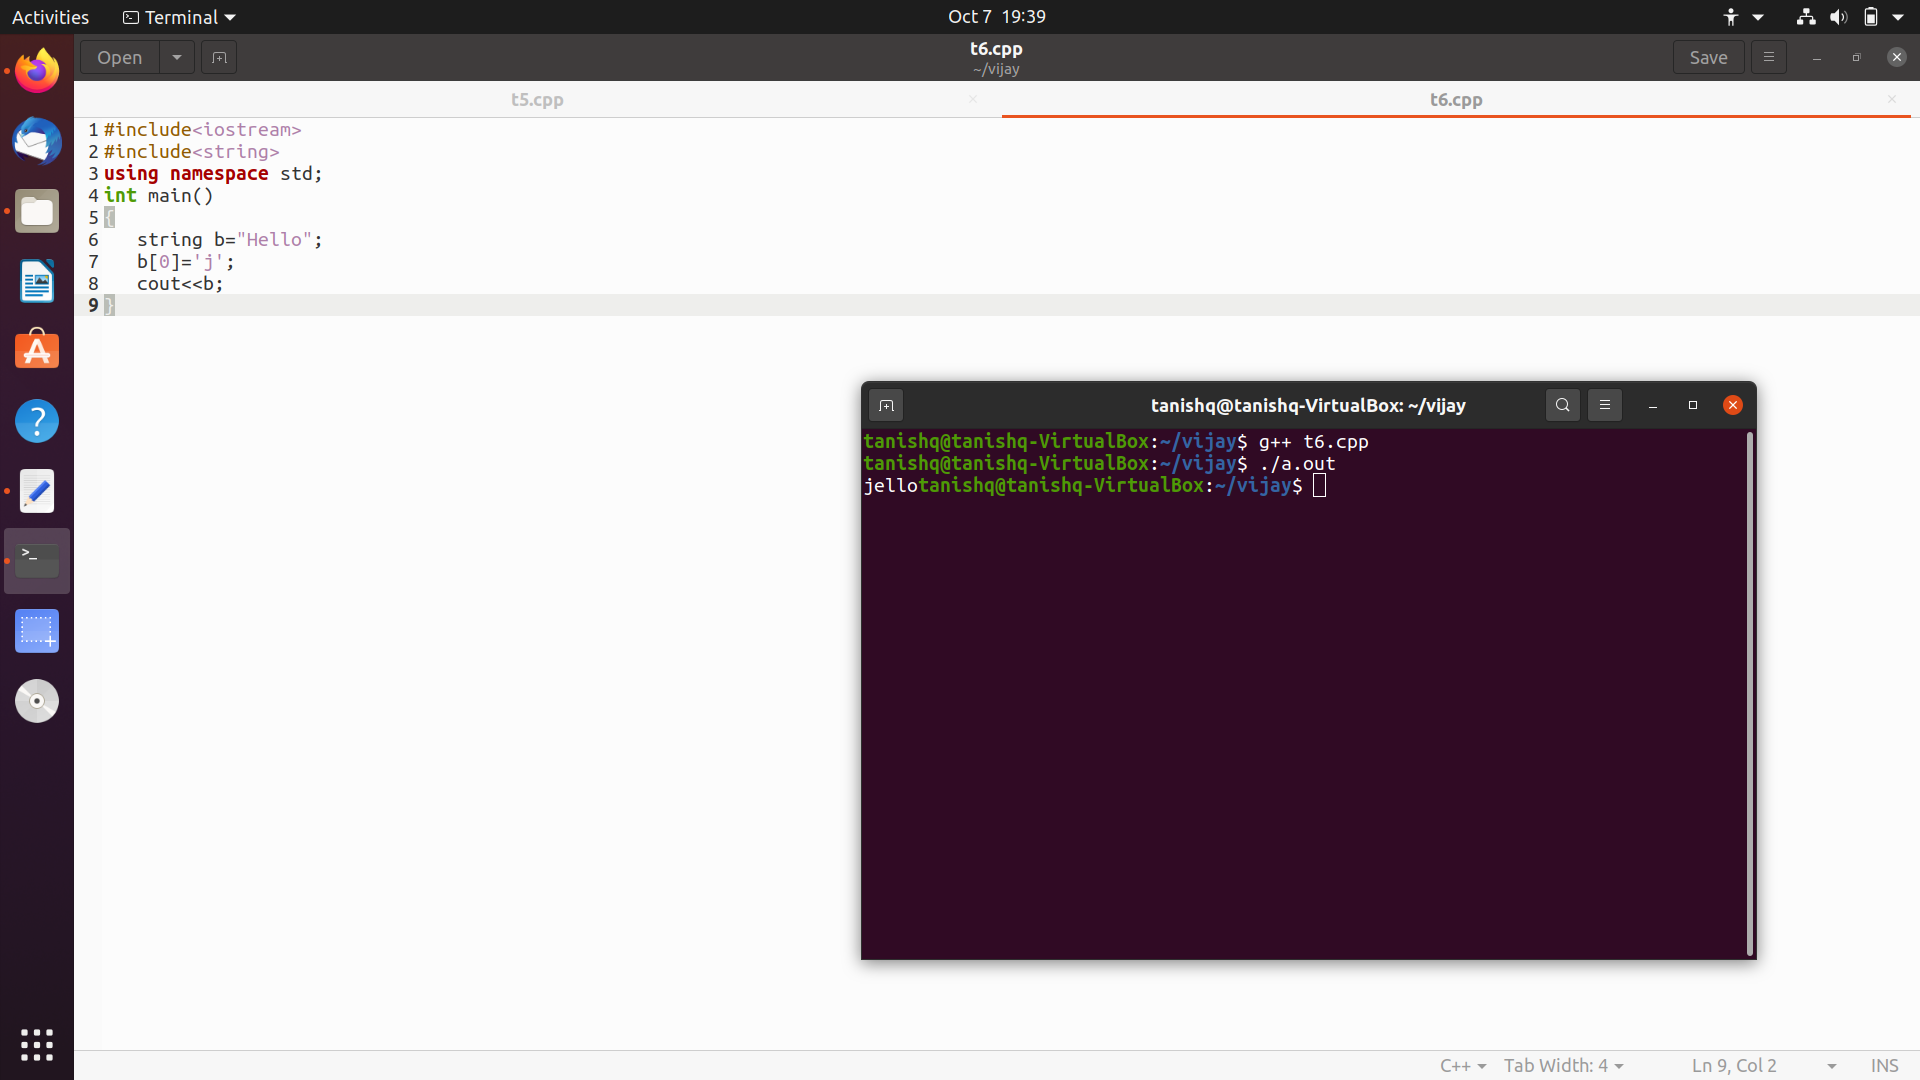 Activities Terminal Oct 7 19:39
Open t6.cpp Save
~/vijay
t5.cpp t6.cpp
1 #include<iostream>
2 #include<string>
3 using namespace std;
4 int main()
5 {
6 string b="Hello";
7 b[0]='j';
8 cout<<b;
9 }
tanishq@tanishq-VirtualBox: ~/vijay
tanishq@tanishq-VirtualBox:~/vijay$ g++ t6.cpp
tanishq@tanishq-VirtualBox:~/vijay$ ./a.out
jellotanishq@tanishq-VirtualBox:~/vijay$
C++ Tab Width: 4 Ln 9, Col 2 INS